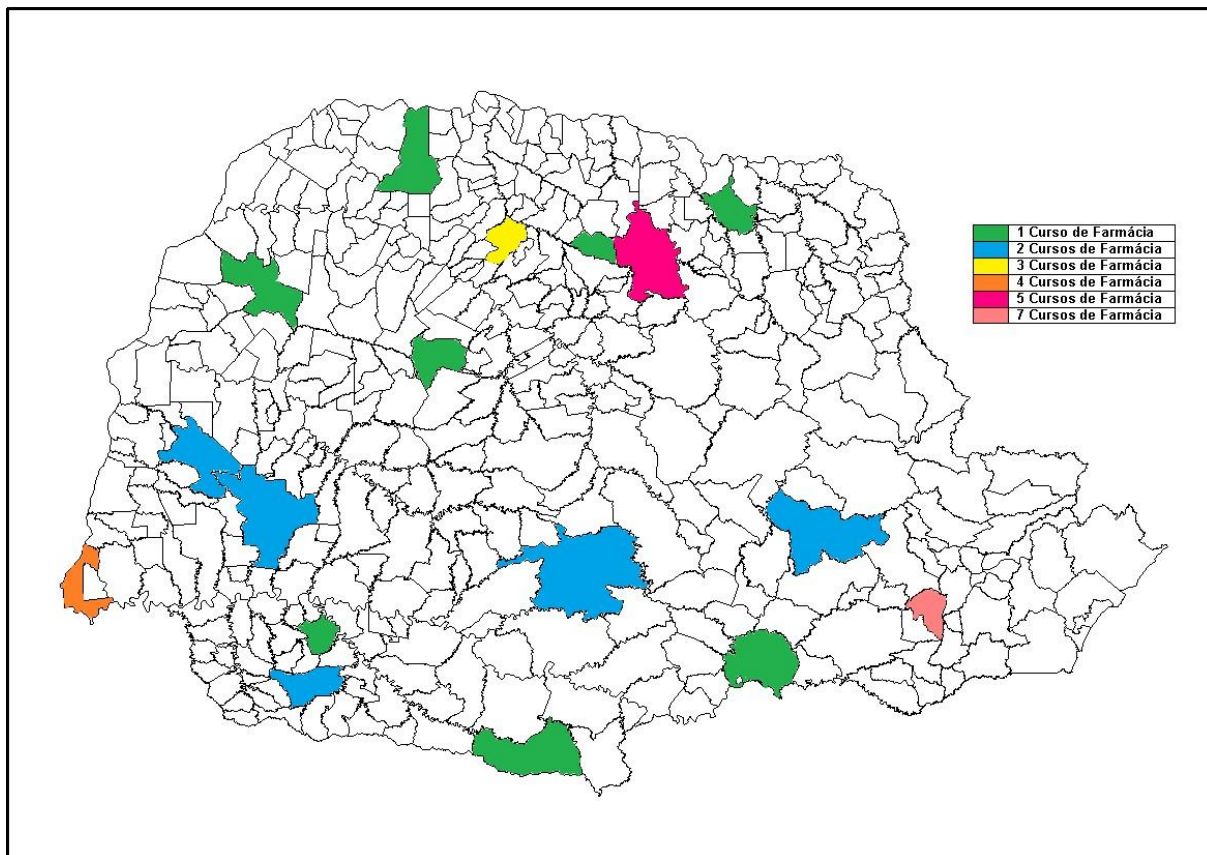 1 Curso de Farmácia
2 Cursos de Farmácia
3 Cursos de Farmácia
4 Cursos de Farmácia
5 Cursos de Farmácia
7 Cursos de Farmácia